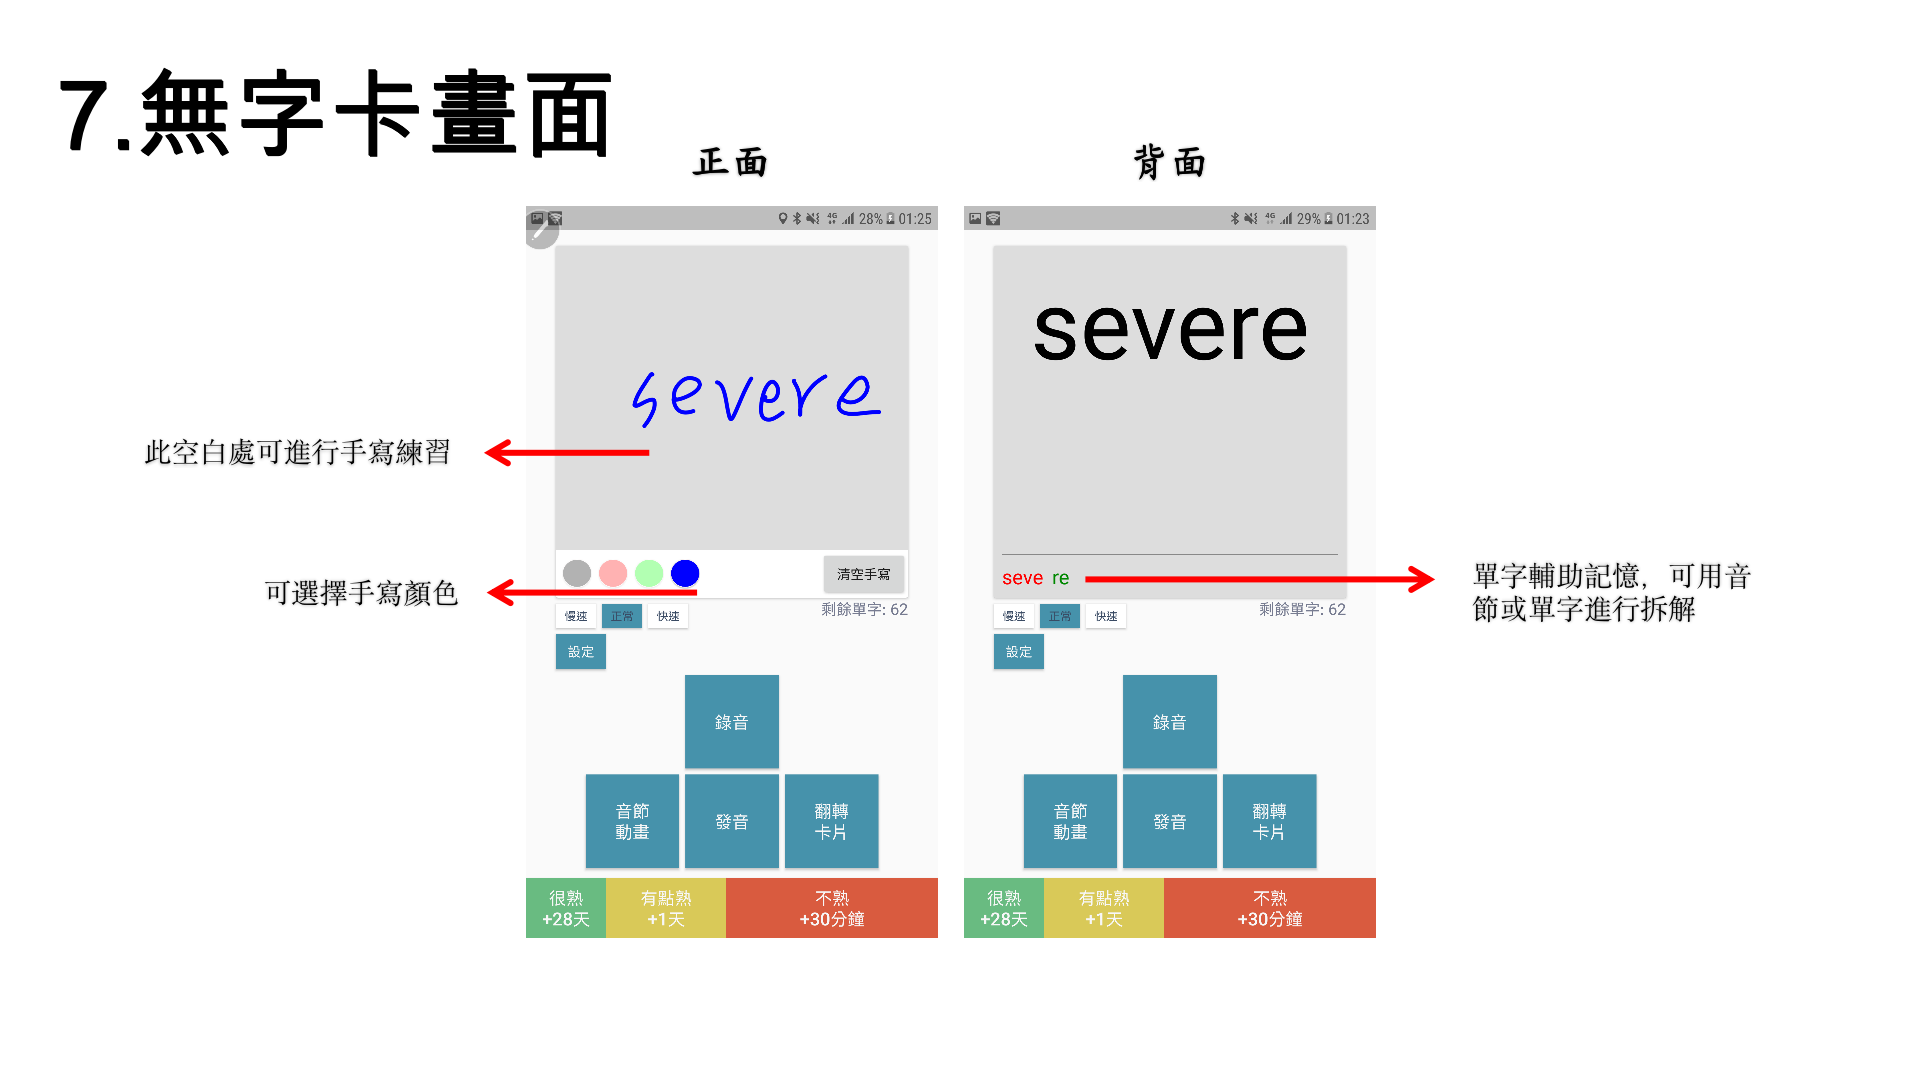 7.無字卡畫面
正面
背面
4G 28% 01:25
4G 29% 01:23
severe
severe
此空白處可進行手寫練習
可選擇手寫顏色
清空手寫
seve re
單字輔助記憶，可用音
節或單字進行拆解
慢速 正常 快速 剩餘單字: 62
慢速 正常 快速 剩餘單字: 62
設定
設定
錄音
錄音
音節
動畫
發音
翻轉
卡片
音節
動畫
發音
翻轉
卡片
很熟
+28天
有點熟
+1天
不熟
+30分鐘
很熟
+28天
有點熟
+1天
不熟
+30分鐘